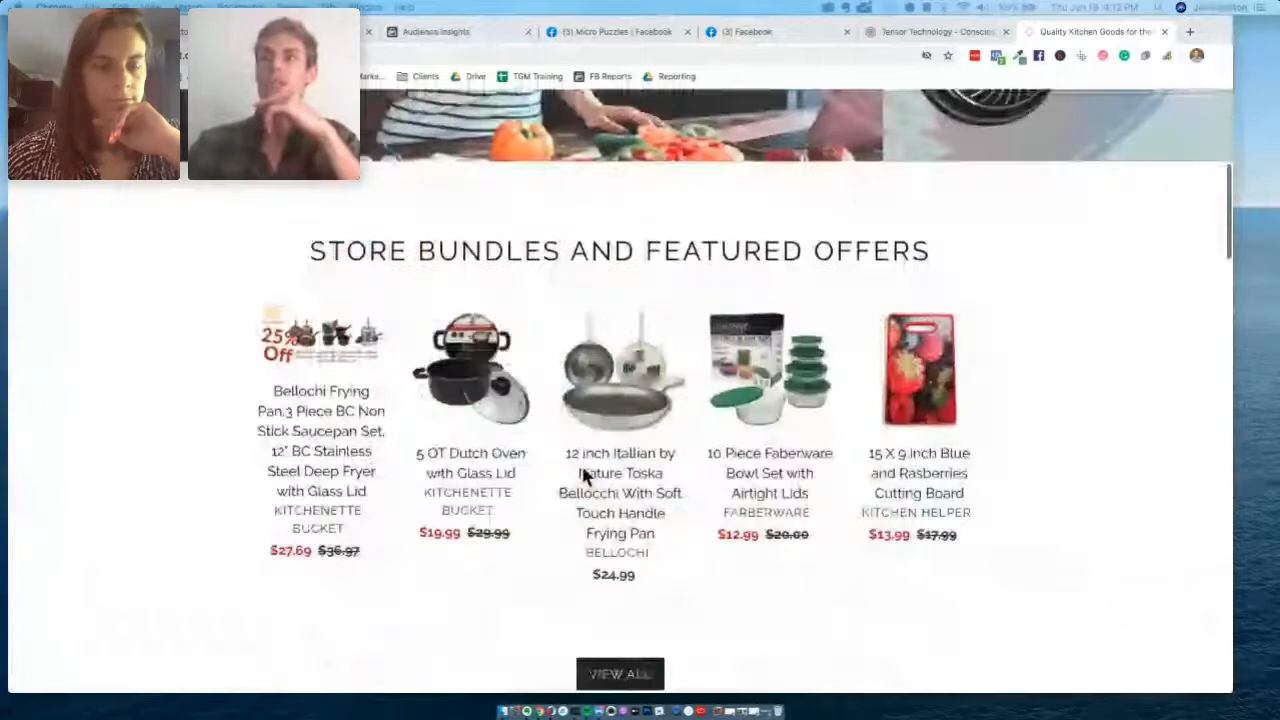 Audience Insights
(3) Micro Puzzles | Facebook
(3) Facebook
Tensor Technology - Conscio
Quality Kitchen Goods for the
Clients
Drive
TGM Training
FB Reports
Reporting
STORE BUNDLES AND FEATURED OFFERS
25%
Off
Bellochi Frying
Pan,3 Piece BC Non
Stick Saucepan Set,
12" BC Stainless
Steel Deep Fryer
with Glass Lid
KITCHENETTE
BUCKET
$27.69 $36.97
5 QT Dutch Oven
with Glass Lid
KITCHENETTE
BUCKET
$19.99 $29.99
12 inch Itallian by
Nature Toska
Bellocchi With Soft
Touch Handle
Frying Pan
BELLOCHI
$24.99
10 Piece Faberware
Bowl Set with
Airtight Lids
FARBERWARE
$12.99 $20.00
15 X 9 inch Blue
and Rasberries
Cutting Board
KITCHEN HELPER
$13.99 $17.99
VIEW ALL